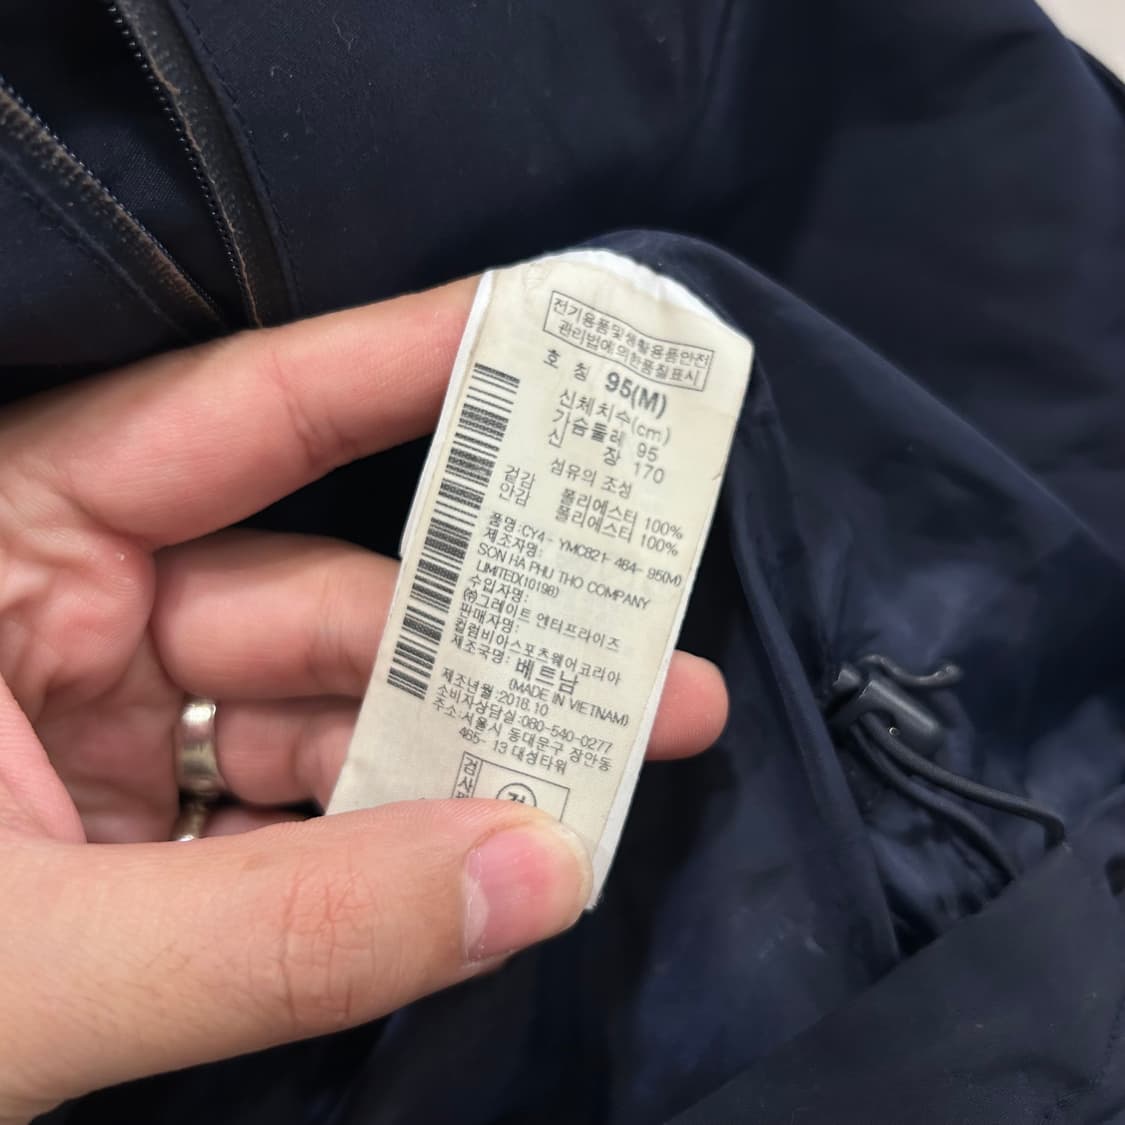 전기용품및생활용품안전
관리법에의한품질표시
호 칭 95(M)
신체치수(cm)
가슴둘레 95
신 장 170
섬유의 조성
겉감 폴리에스터 100%
안감 폴리에스터 100%
품명:CY4-YMC821-464-950(M)
제조자명:
SON HA PHU THO COMPANY
LIMITED(10198)
수입자명:
㈜그레이트 엔터프라이즈
판매자명:
컬럼비아스포츠웨어코리아
제조국명: 베트남
(MADE IN VIETNAM)
제조년월:2018.10
소비자상담실:080-540-0277
주소:서울시 동대문구 장안동
465-13 대성타워